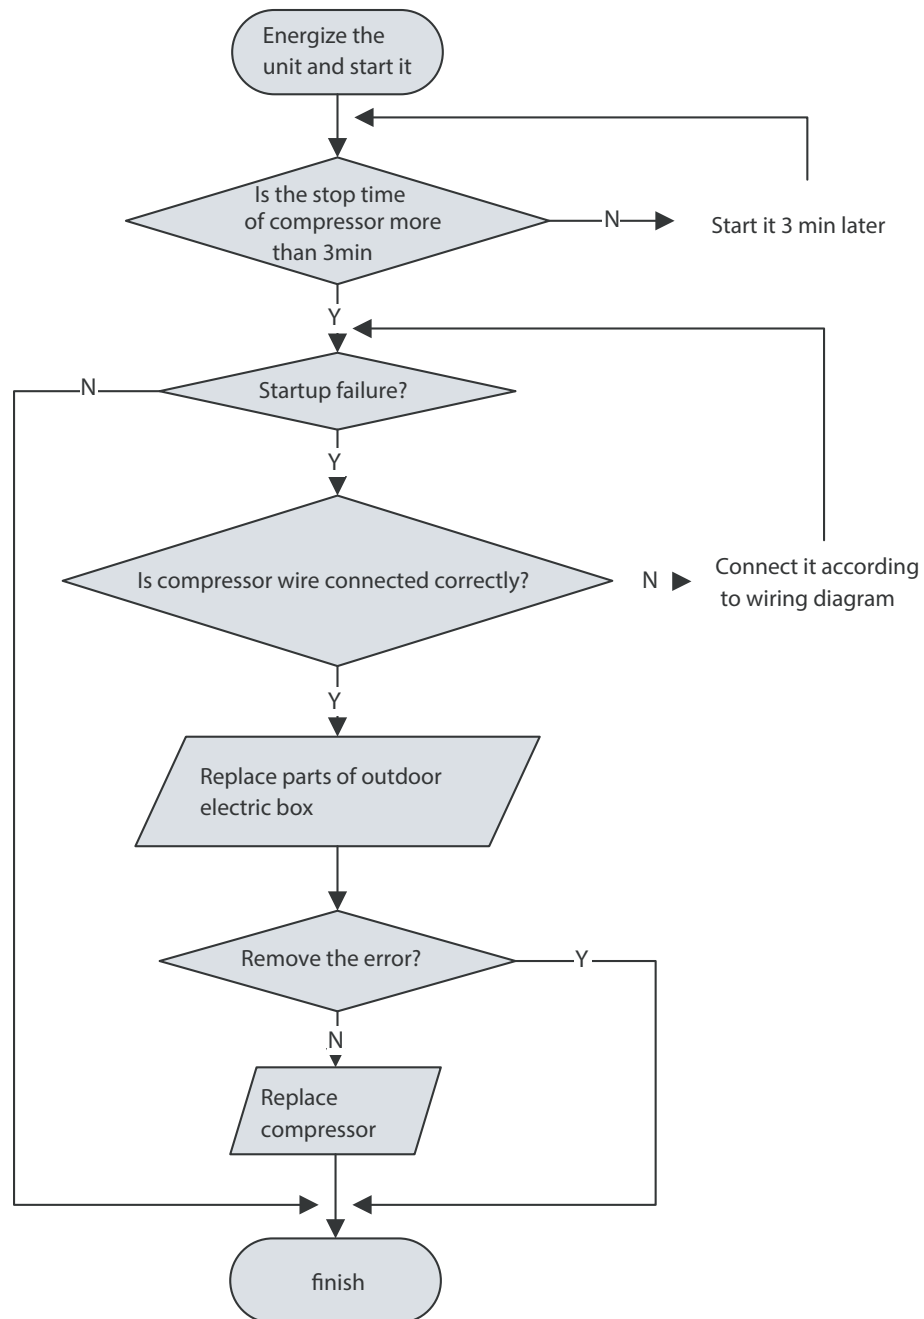 Energize the
unit and start it
Is the stop time
of compressor more
than 3min
N
Start it 3 min later
Y
N
Startup failure?
Y
Is compressor wire connected correctly?
N
Connect it according
to wiring diagram
Y
Replace parts of outdoor
electric box
Remove the error?
Y
N
Replace
compressor
finish